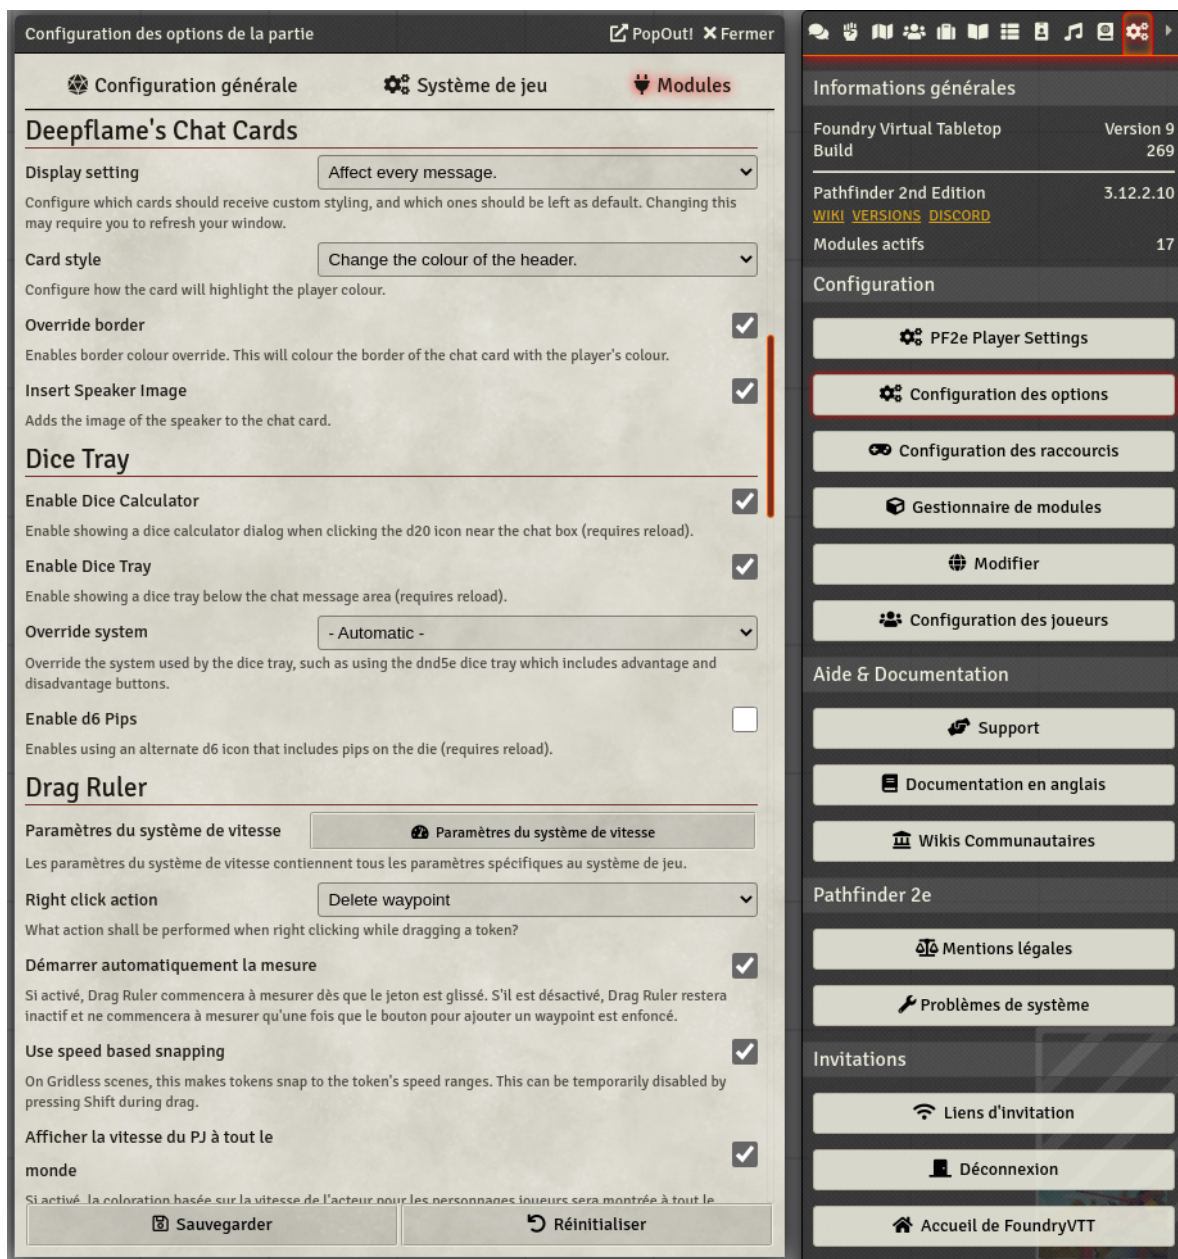 Configuration des options de la partie
PopOut! Fermer
Configuration générale
Système de jeu
Modules
Deepflame's Chat Cards
Display setting
Affect every message.
Configure which cards should receive custom styling, and which ones should be left as default. Changing this
may require you to refresh your window.
Card style
Change the colour of the header.
Configure how the card will highlight the player colour.
Override border
Enables border colour override. This will colour the border of the chat card with the player's colour.
Insert Speaker Image
Adds the image of the speaker to the chat card.
Dice Tray
Enable Dice Calculator
Enable showing a dice calculator dialog when clicking the d20 icon near the chat box (requires reload).
Enable Dice Tray
Enable showing a dice tray below the chat message area (requires reload).
Override system
- Automatic -
Override the system used by the dice tray, such as using the dnd5e dice tray which includes advantage and
disadvantage buttons.
Enable d6 Pips
Enables using an alternate d6 icon that includes pips on the die (requires reload).
Drag Ruler
Paramètres du système de vitesse
Paramètres du système de vitesse
Les paramètres du système de vitesse contiennent tous les paramètres spécifiques au système de jeu.
Right click action
Delete waypoint
What action shall be performed when right clicking while dragging a token?
Démarrer automatiquement la mesure
Si activé, Drag Ruler commencera à mesurer dès que le jeton est glissé. S'il est désactivé, Drag Ruler restera
inactif et ne commencera à mesurer qu'une fois que le bouton pour ajouter un waypoint est enfoncé.
Use speed based snapping
On Gridless scenes, this makes tokens snap to the token's speed ranges. This can be temporarily disabled by
pressing Shift during drag.
Afficher la vitesse du PJ à tout le
monde
Si activé, la coloration basée sur la vitesse de l'acteur pour les personnages joueurs sera montrée à tout le
Sauvegarder
Réinitialiser
Informations générales
Foundry Virtual Tabletop
Version 9
Build
269
Pathfinder 2nd Edition
3.12.2.10
WIKI VERSIONS DISCORD
Modules actifs
17
Configuration
PF2e Player Settings
Configuration des options
Configuration des raccourcis
Gestionnaire de modules
Modifier
Configuration des joueurs
Aide & Documentation
Support
Documentation en anglais
Wikis Communautaires
Pathfinder 2e
Mentions légales
Problèmes de système
Invitations
Liens d'invitation
Déconnexion
Accueil de FoundryVTT